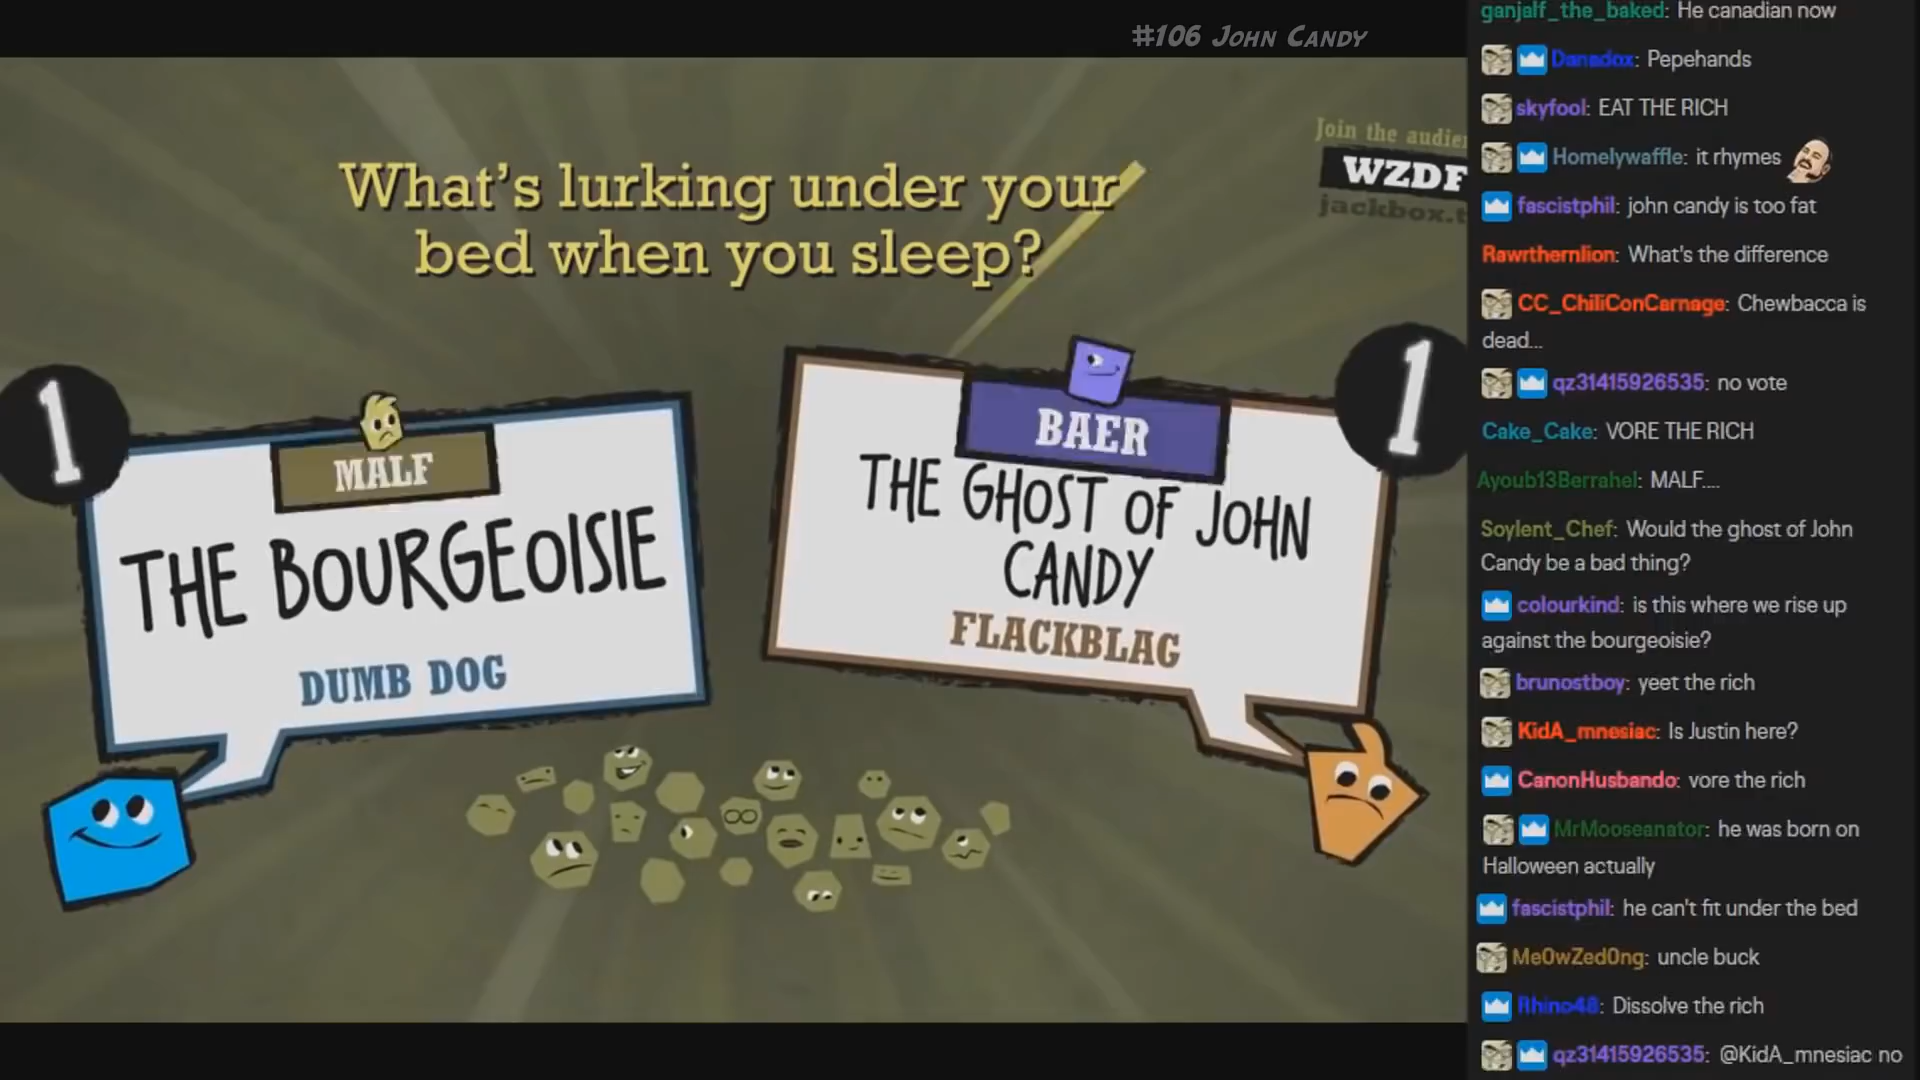 #106 JOHN CANDY
What's lurking under your
bed when you sleep?
Join the audie
WZDF
jackbox.t
1
MALF
THE BOURGEOISIE
DUMB DOG
1
BAER
THE GHOST OF JOHN
CANDY
FLACKBLAG
ganjalf_the_baked: He canadian now
Danadox: Pepehands
skyfool: EAT THE RICH
Homelywaffle: it rhymes
fascistphil: john candy is too fat
Rawrthernlion: What's the difference
CC_ChiliConCarnage: Chewbacca is
dead...
qz31415926535: no vote
Cake_Cake: VORE THE RICH
Ayoub13Berrahel: MALF....
Soylent_Chef: Would the ghost of John
Candy be a bad thing?
colourkind: is this where we rise up
against the bourgeoisie?
brunostboy: yeet the rich
KidA_mnesiac: Is Justin here?
CanonHusbando: vore the rich
MrMooseanator: he was born on
Halloween actually
fascistphil: he can't fit under the bed
Me0wZed0ng: uncle buck
Rhino48: Dissolve the rich
qz31415926535: @KidA_mnesiac no